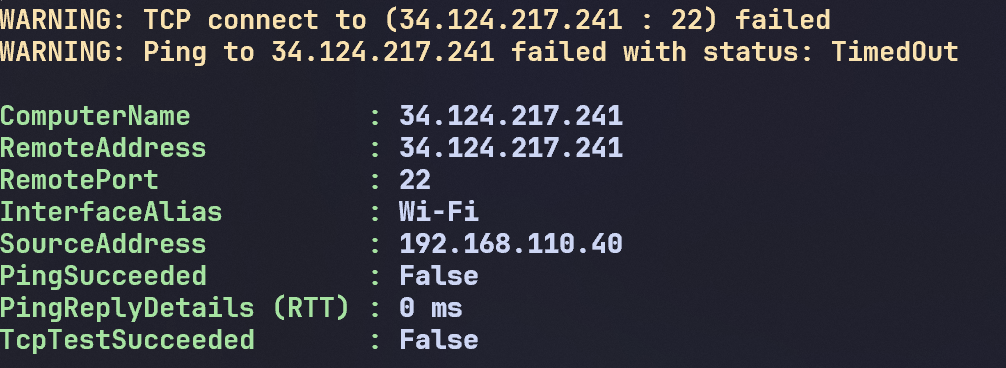 WARNING: TCP connect to (34.124.217.241 : 22) failed
WARNING: Ping to 34.124.217.241 failed with status: TimedOut
ComputerName : 34.124.217.241
RemoteAddress : 34.124.217.241
RemotePort : 22
InterfaceAlias : Wi-Fi
SourceAddress : 192.168.110.40
PingSucceeded : False
PingReplyDetails (RTT) : 0 ms
TcpTestSucceeded : False